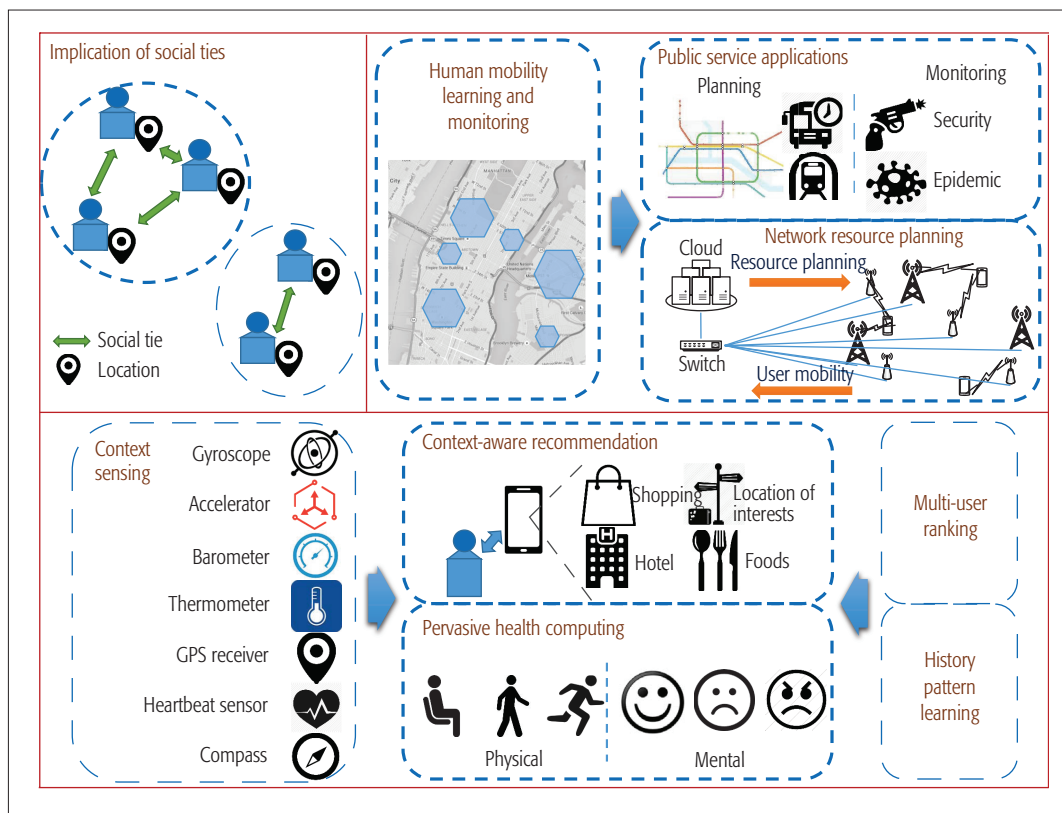 Implication of social ties
Social tie
Location
Human mobility
learning and
monitoring
MANHATTAN
City
Public service applications
Planning
Monitoring
Security
Epidemic
Network resource planning
Cloud
Resource planning
Switch
User mobility
Context
sensing
Gyroscope
Accelerator
Barometer
Thermometer
GPS receiver
Heartbeat sensor
Compass
Context-aware recommendation
Shopping
Location of
interests
H
Hotel
Foods
Pervasive health computing
Physical
Mental
Multi-user
ranking
History
pattern
learning